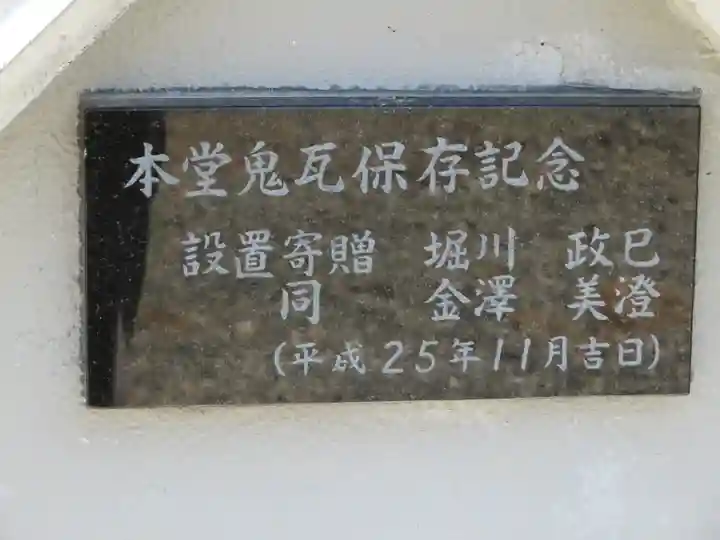 本堂鬼瓦保存記念
設置寄贈 堀川 政巳
同 金澤 美澄
(平成25年11月吉日)